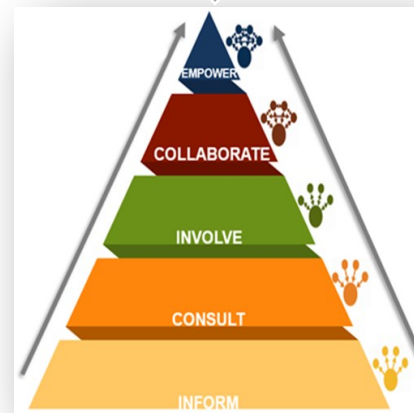 EMPOWER
COLLABORATE
INVOLVE
CONSULT
INFORM